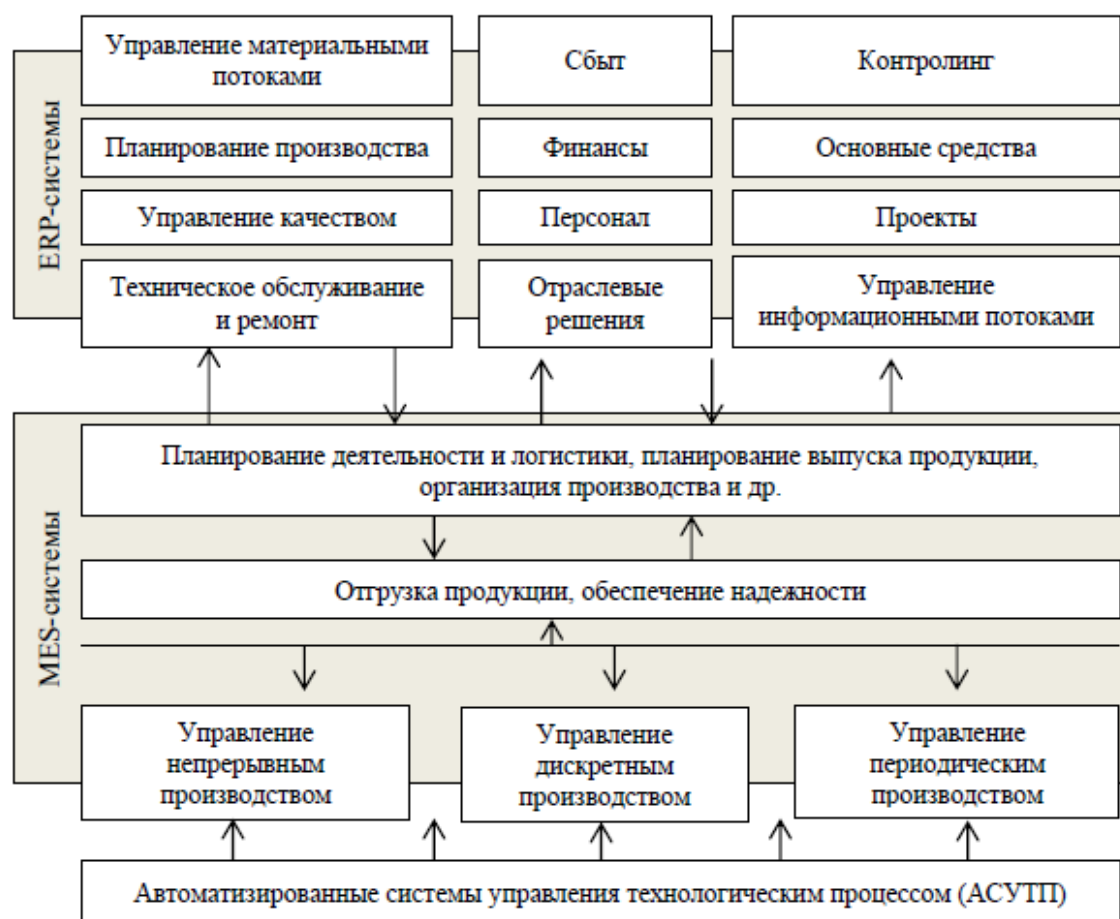 ERP-системы
Управление материальными
потоками
Сбыт
Контролинг
Планирование производства
Финансы
Основные средства
Управление качеством
Персонал
Проекты
Техническое обслуживание
и ремонт
Отраслевые
решения
Управление
информационными потоками
MES-системы
Планирование деятельности и логистики, планирование выпуска продукции,
организация производства и др.
Отгрузка продукции, обеспечение надежности
Управление
непрерывным
производством
Управление
дискретным
производством
Управление
периодическим
производством
Автоматизированные системы управления технологическим процессом (АСУТП)